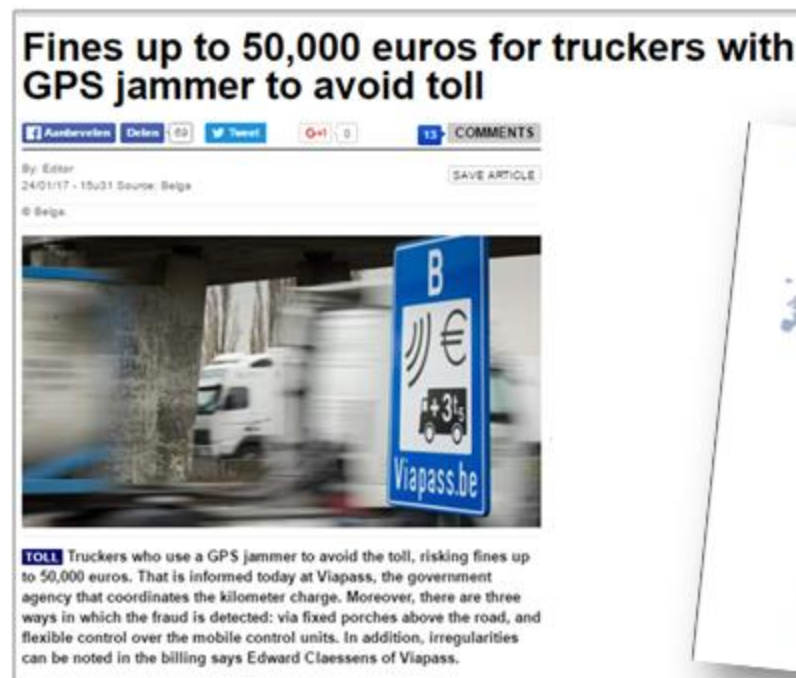 Fines up to 50,000 euros for truckers with
GPS jammer to avoid toll
Aanbevelen Delen 69 Tweet G+1 0 13 COMMENTS
By: Editor
24/01/17 - 15u31 Source: Belga
SAVE ARTICLE
© Belga.
B
€
+3t5
Viapass.be
TOLL Truckers who use a GPS jammer to avoid the toll, risking fines up
to 50,000 euros. That is informed today at Viapass, the government
agency that coordinates the kilometer charge. Moreover, there are three
ways in which the fraud is detected: via fixed porches above the road, and
flexible control over the mobile control units. In addition, irregularities
can be noted in the billing says Edward Claessens of Viapass.